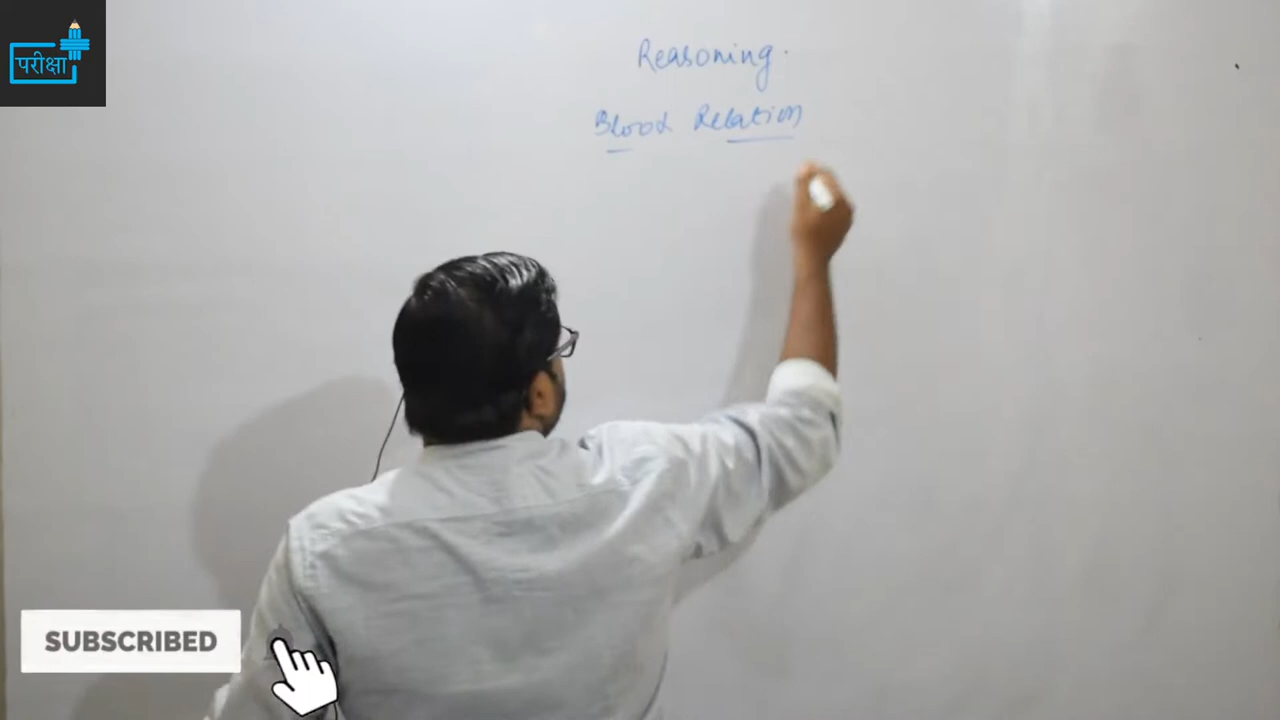 परीक्षा
Reasoning.
Blood Relation
SUBSCRIBED